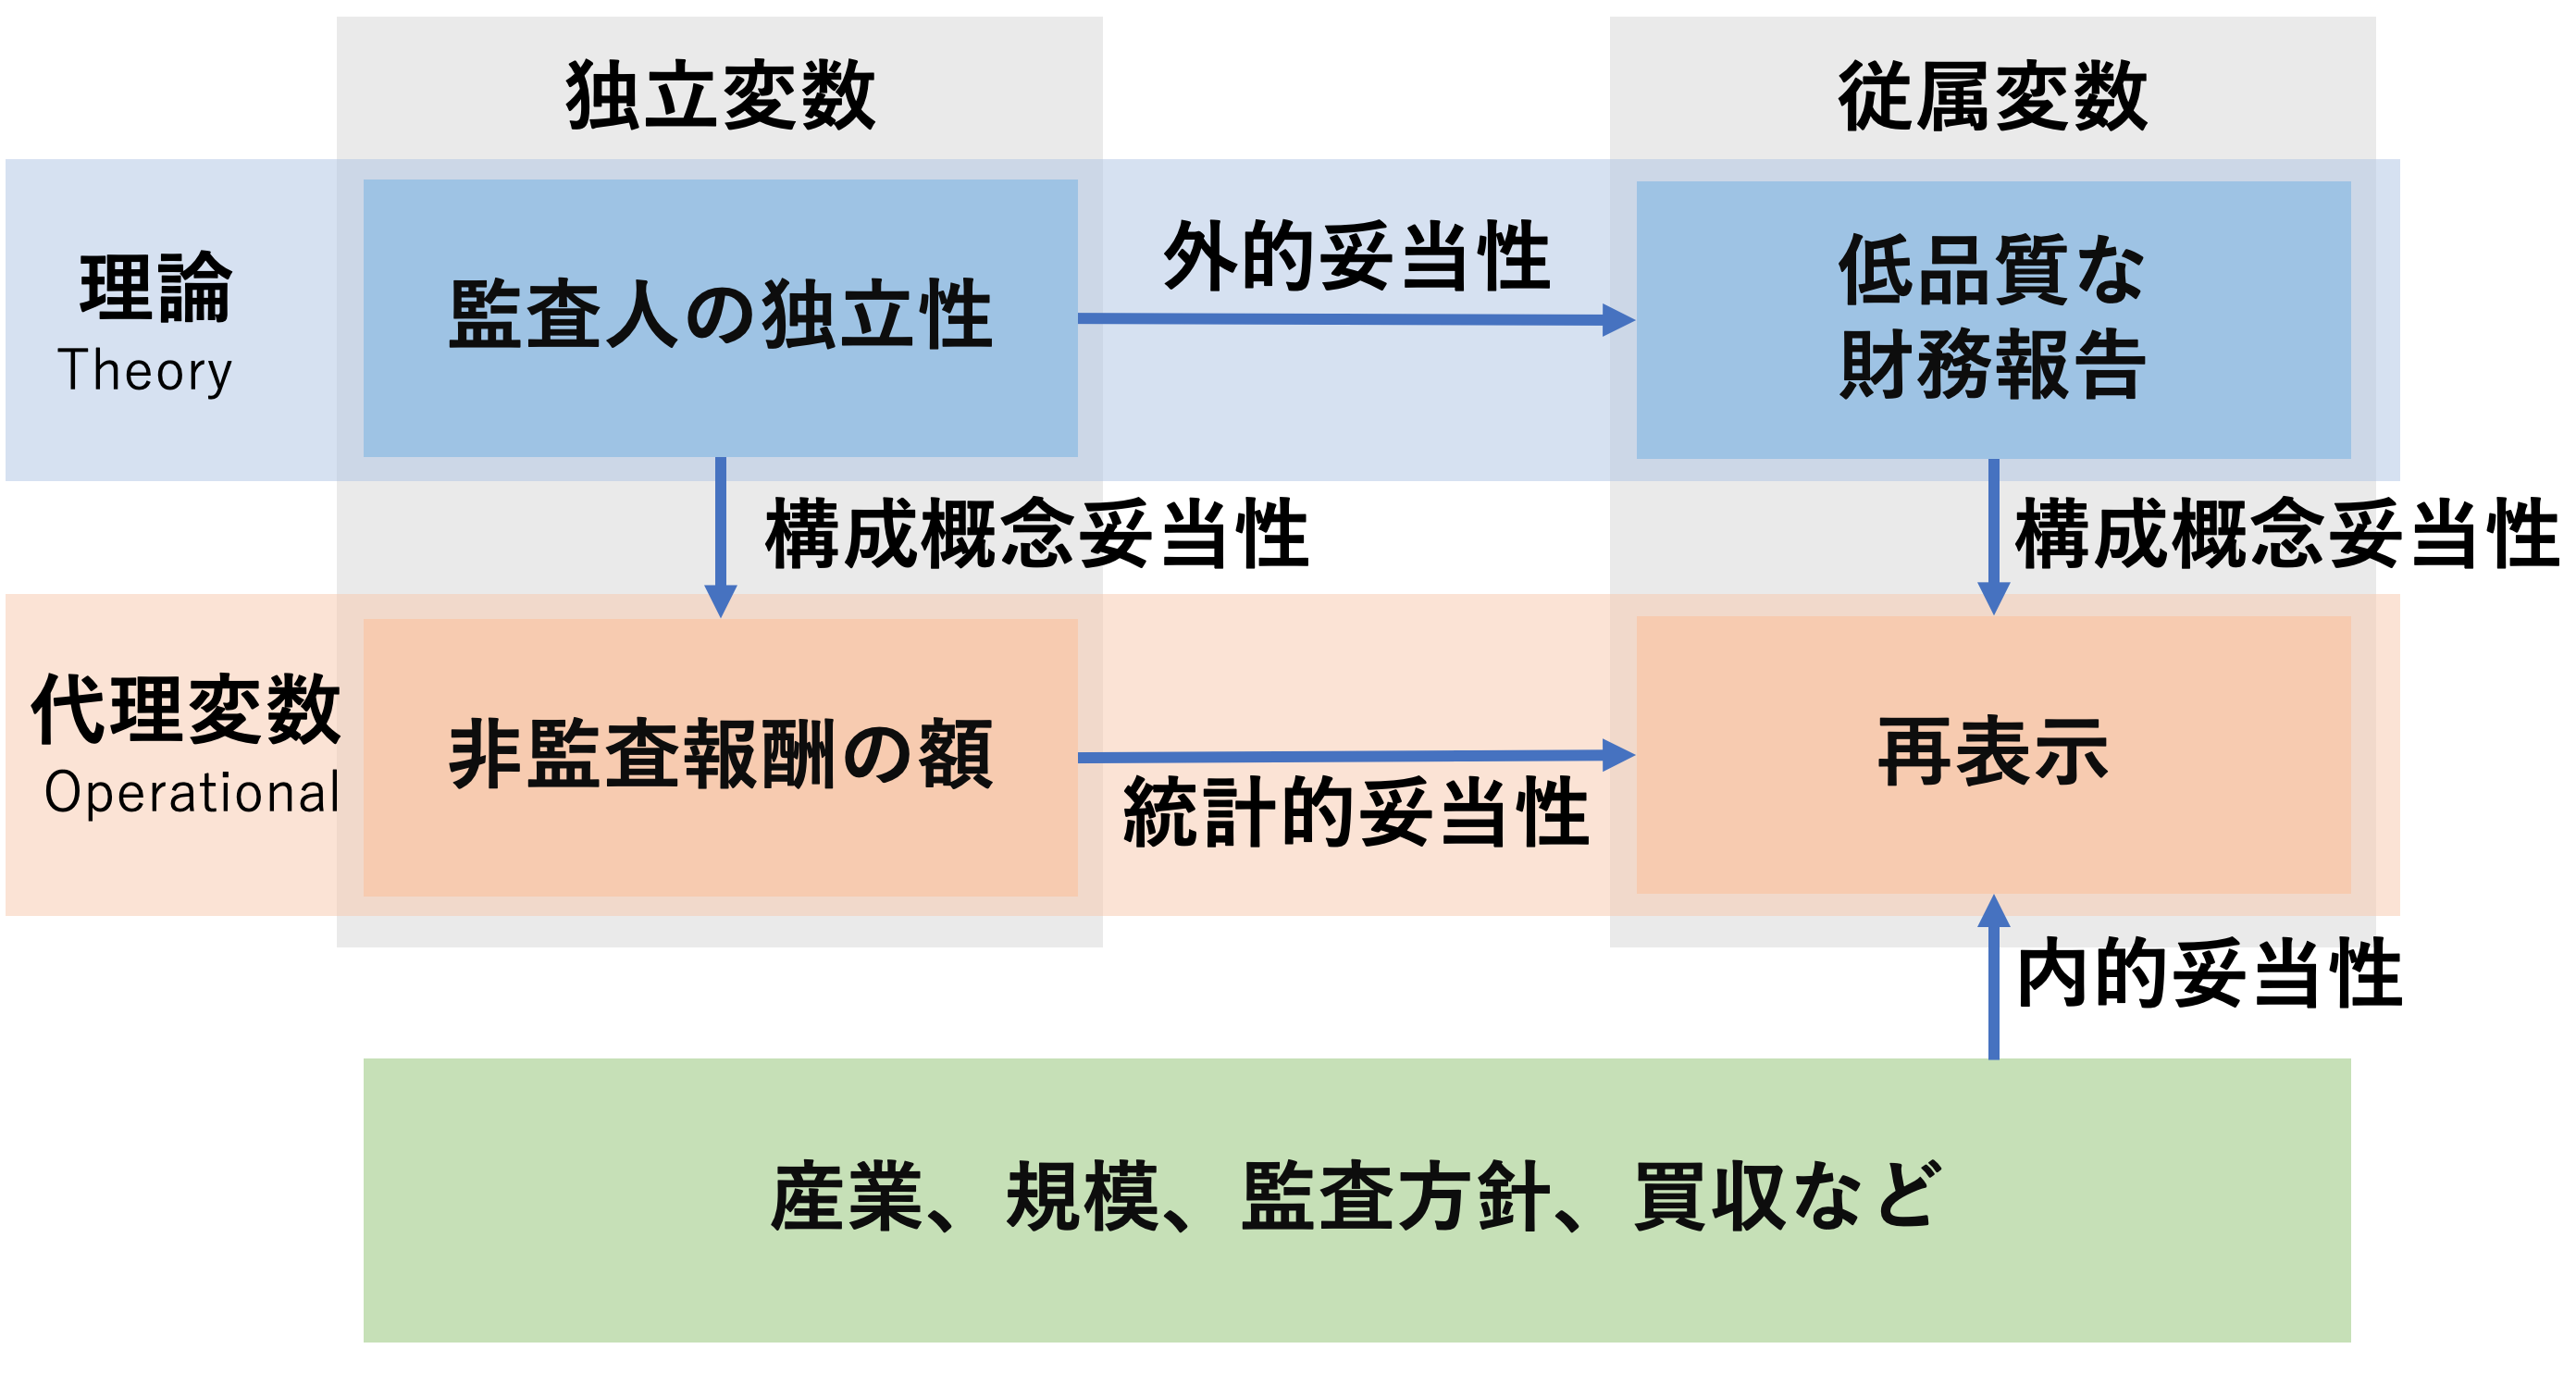 独立変数
従属変数
理論
Theory
監査人の独立性
外的妥当性
低品質な
財務報告
構成概念妥当性
構成概念妥当性
代理変数
Operational
非監査報酬の額
統計的妥当性
再表示
内的妥当性
産業、規模、監査方針、買収など